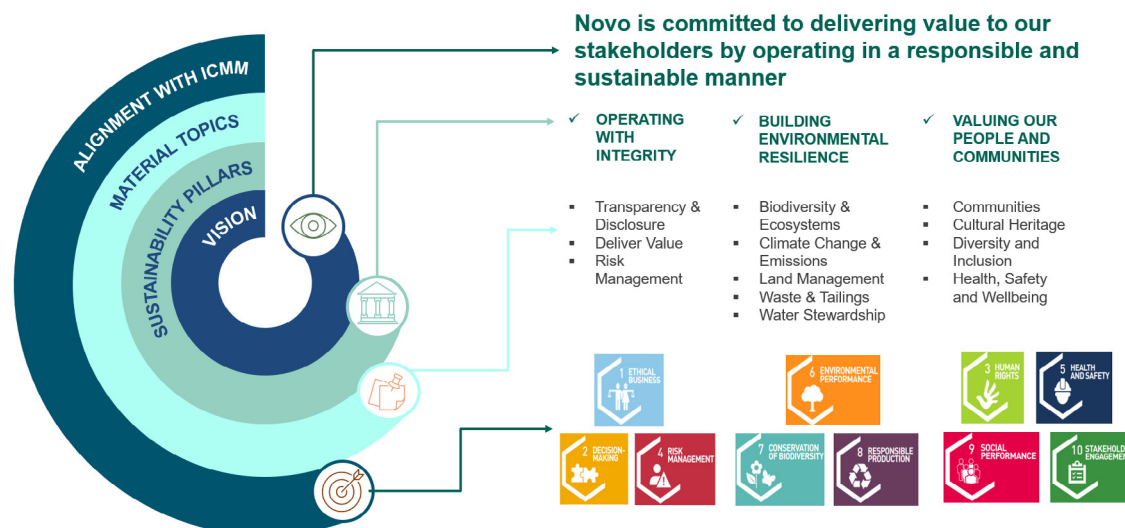 Novo is committed to delivering value to our
stakeholders by operating in a responsible and
sustainable manner
ALIGNMENT WITH ICMM
MATERIAL TOPICS
SUSTAINABILITY PILLARS
VISION
✓ OPERATING
WITH
INTEGRITY
▪ Transparency &
Disclosure
▪ Deliver Value
▪ Risk
Management
✓ BUILDING
ENVIRONMENTAL
RESILIENCE
▪ Biodiversity &
Ecosystems
▪ Climate Change &
Emissions
▪ Land Management
▪ Waste & Tailings
▪ Water Stewardship
✓ VALUING OUR
PEOPLE AND
COMMUNITIES
▪ Communities
▪ Cultural Heritage
▪ Diversity and
Inclusion
▪ Health, Safety
and Wellbeing
1 ETHICAL
BUSINESS
2 DECISION-
MAKING
4 RISK
MANAGEMENT
6 ENVIRONMENTAL
PERFORMANCE
7 CONSERVATION
OF BIODIVERSITY
8 RESPONSIBLE
PRODUCTION
3 HUMAN
RIGHTS
5 HEALTH
AND SAFETY
9 SOCIAL
PERFORMANCE
10 STAKEHOLD
ENGAGEMENT